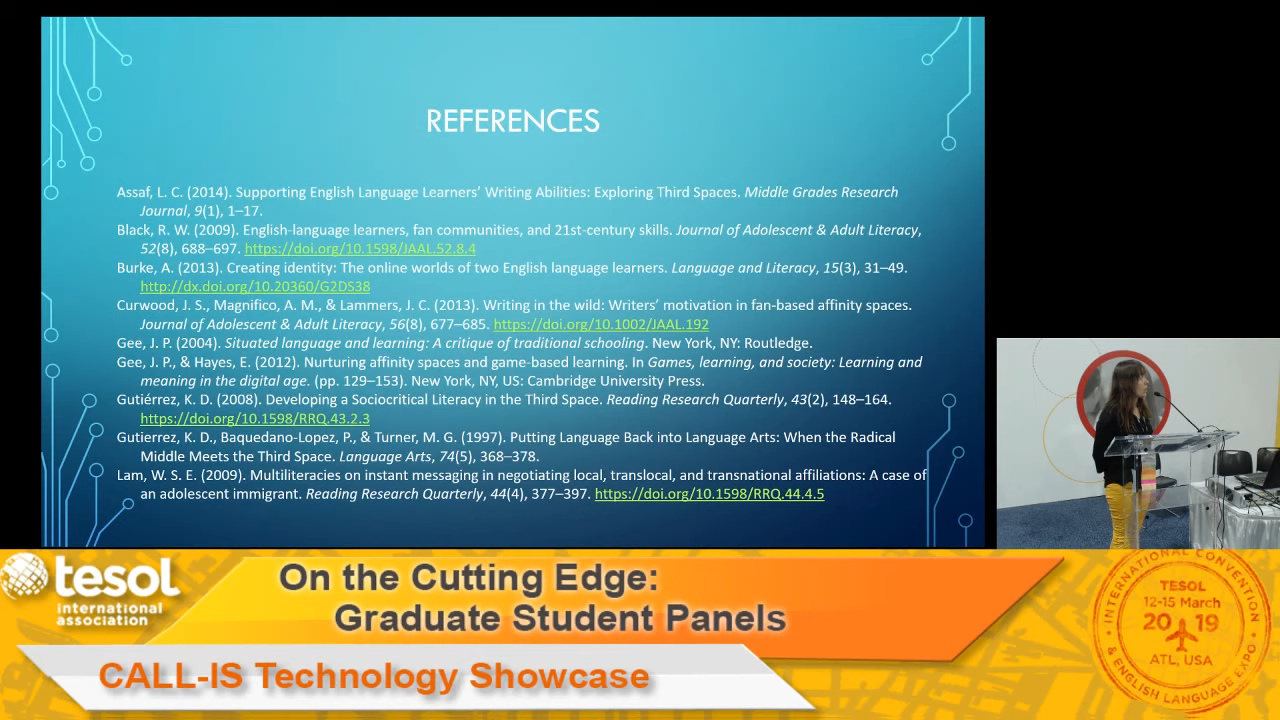 REFERENCES
Assaf, L. C. (2014). Supporting English Language Learners’ Writing Abilities: Exploring Third Spaces. Middle Grades Research
Journal, 9(1), 1–17.
Black, R. W. (2009). English-language learners, fan communities, and 21st-century skills. Journal of Adolescent & Adult Literacy,
52(8), 688–697. https://doi.org/10.1598/JAAL.52.8.4
Burke, A. (2013). Creating identity: The online worlds of two English language learners. Language and Literacy, 15(3), 31–49.
http://dx.doi.org/10.20360/G2DS38
Curwood, J. S., Magnifico, A. M., & Lammers, J. C. (2013). Writing in the wild: Writers’ motivation in fan-based affinity spaces.
Journal of Adolescent & Adult Literacy, 56(8), 677–685. https://doi.org/10.1002/JAAL.192
Gee, J. P. (2004). Situated language and learning: A critique of traditional schooling. New York, NY: Routledge.
Gee, J. P., & Hayes, E. (2012). Nurturing affinity spaces and game-based learning. In Games, learning, and society: Learning and
meaning in the digital age. (pp. 129–153). New York, NY, US: Cambridge University Press.
Gutiérrez, K. D. (2008). Developing a Sociocritical Literacy in the Third Space. Reading Research Quarterly, 43(2), 148–164.
https://doi.org/10.1598/RRQ.43.2.3
Gutierrez, K. D., Baquedano-Lopez, P., & Turner, M. G. (1997). Putting Language Back into Language Arts: When the Radical
Middle Meets the Third Space. Language Arts, 74(5), 368–378.
Lam, W. S. E. (2009). Multiliteracies on instant messaging in negotiating local, translocal, and transnational affiliations: A case of
an adolescent immigrant. Reading Research Quarterly, 44(4), 377–397. https://doi.org/10.1598/RRQ.44.4.5
tesol
international
association
On the Cutting Edge:
Graduate Student Panels
CALL-IS Technology Showcase
INTERNATIONAL CONVENTION
TESOL
12-15 March
20 19
ATL, USA
& ENGLISH LANGUAGE EXPO